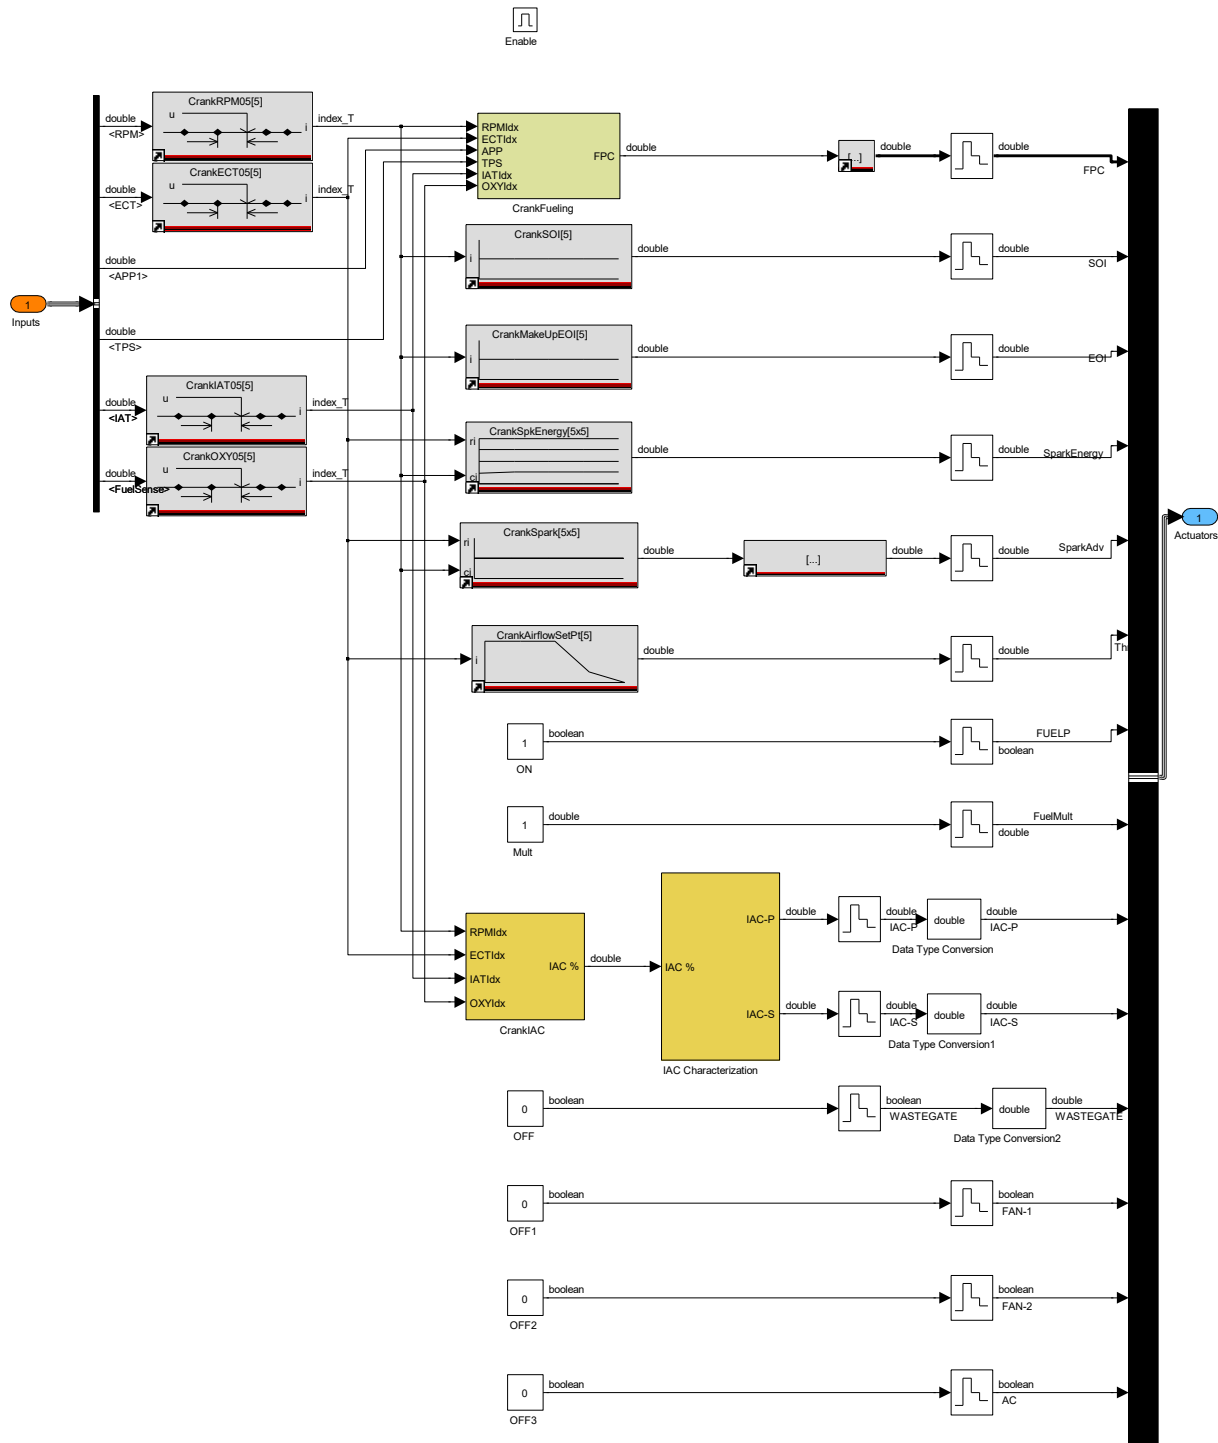 Enable
CrankRPM05[5]
u
i
double
<RPM>
index_T
CrankECT05[5]
u
i
double
<ECT>
index_T
double
<APP1>
1
Inputs
double
<TPS>
CrankIAT05[5]
u
i
double
<IAT>
index_T
CrankOXY05[5]
u
i
double
<FuelSense>
index_T
RPMIdx
ECTIdx
APP
TPS
IATIdx
OXYIdx
FPC
CrankFueling
double
[...]
double
double
FPC
CrankSOI[5]
i
double
double
SOI
CrankMakeUpEOI[5]
i
double
double
EOI
CrankSpkEnergy[5x5]
ri
ci
double
double
SparkEnergy
CrankSpark[5x5]
ri
ci
double
[...]
double
double
SparkAdv
1
Actuators
CrankAirflowSetPt[5]
i
double
double
1
ON
boolean
FUELP
boolean
1
Mult
double
FuelMult
double
RPMIdx
ECTIdx
IATIdx
OXYIdx
IAC %
CrankIAC
double
IAC %
IAC-P
IAC-S
IAC Characterization
double
double
IAC-P
double
double
IAC-P
Data Type Conversion
double
double
IAC-S
double
double
IAC-S
Data Type Conversion1
0
OFF
boolean
boolean
WASTEGATE
double
double
WASTEGATE
Data Type Conversion2
0
OFF1
boolean
boolean
FAN-1
0
OFF2
boolean
boolean
FAN-2
0
OFF3
boolean
boolean
AC